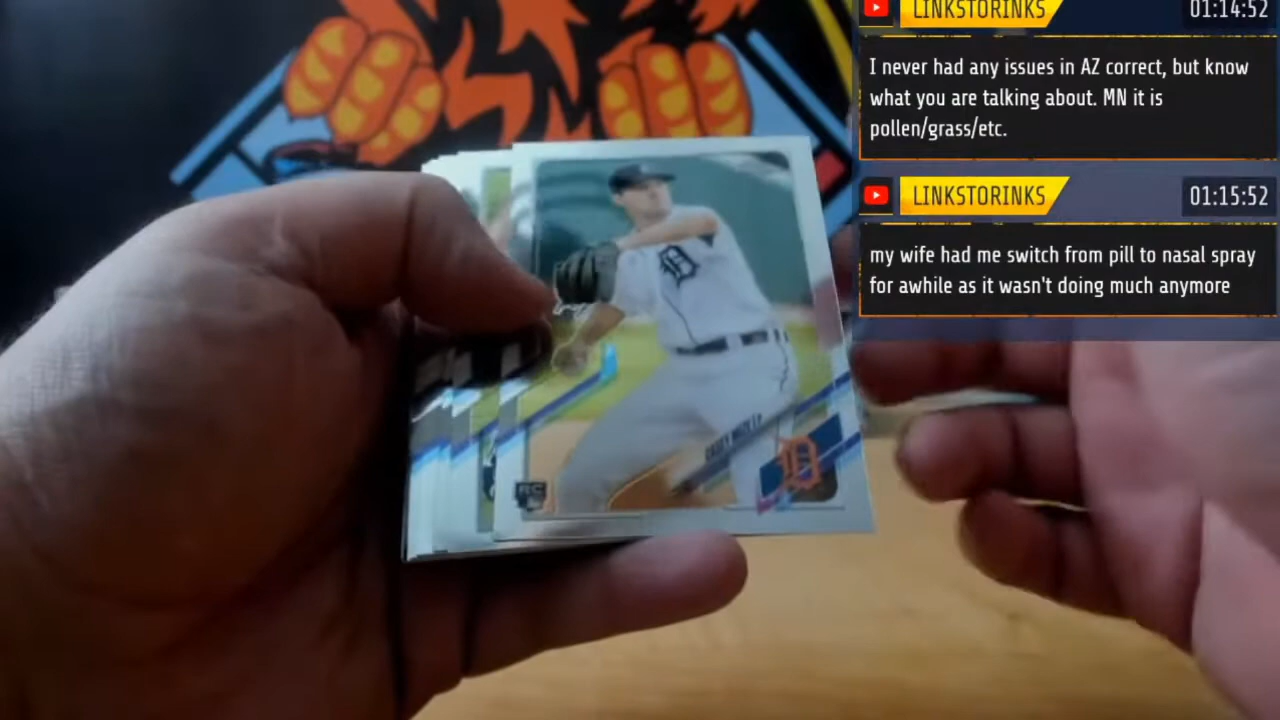 LINKSTORINKS
01:14:52
I never had any issues in AZ correct, but know
what you are talking about. MN it is
pollen/grass/etc.
LINKSTORINKS
01:15:52
my wife had me switch from pill to nasal spray
for awhile as it wasn't doing much anymore
D
D
RC